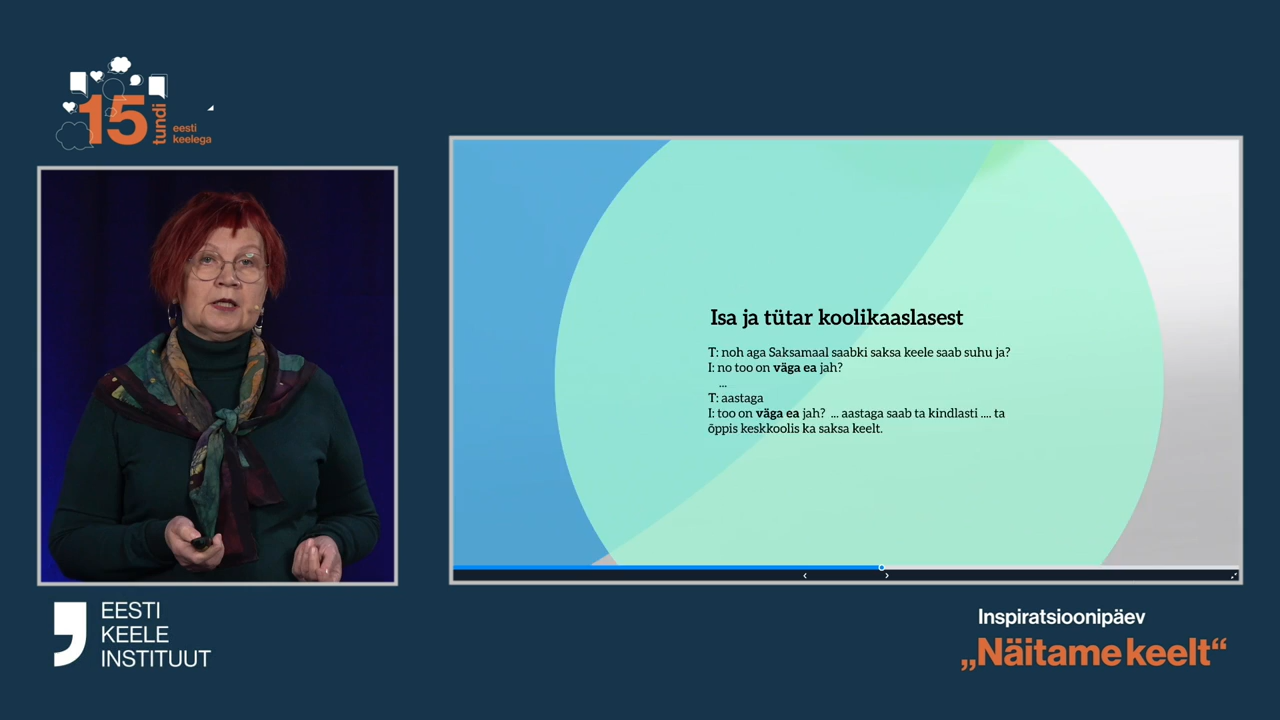 15
tundi
eesti
keelega
Isa ja tütar koolikaaslasest
T: noh aga Saksamaal saabki saksa keele saab suhu ja?
I: no too on väga ea jah?
...
T: aastaga
I: too on väga ea jah? ... aastaga saab ta kindlasti .... ta
õppis keskkoolis ka saksa keelt.
EESTI
KEELE
INSTITUUT
Inspiratsioonipäev
„Näitame keelt“